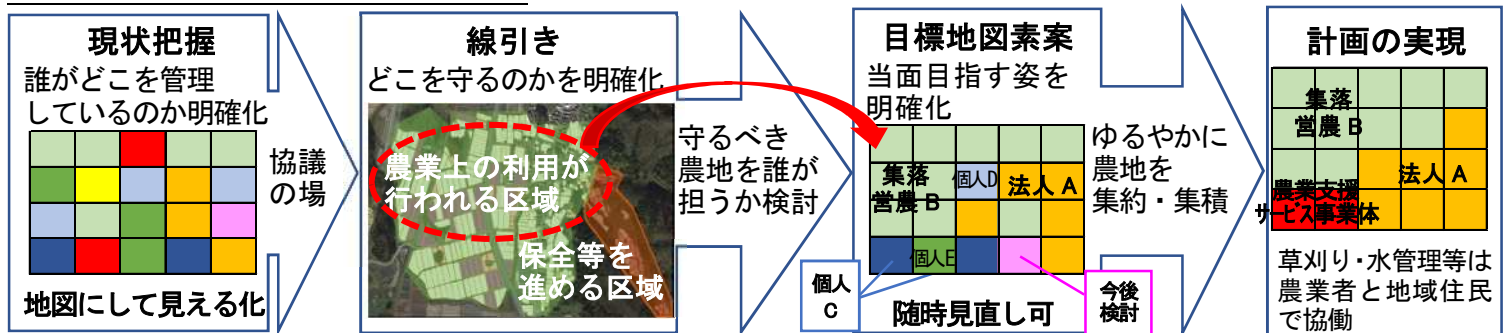 現状把握
誰がどこを管理
しているのか明確化
地図にして見える化
協議
の場
線引き
どこを守るのかを明確化
農業上の利用が
行われる区域
保全等を
進める区域
守るべき
農地を誰が
担うか検討
目標地図素案
当面目指す姿を
明確化
集落
営農B
個人D
法人A
個人E
個人
C
今後
検討
随時見直し可
ゆるやかに
農地を
集約・集積
計画の実現
集落
営農B
法人A
農業支援
サービス事業体
草刈り・水管理等は
農業者と地域住民
で協働